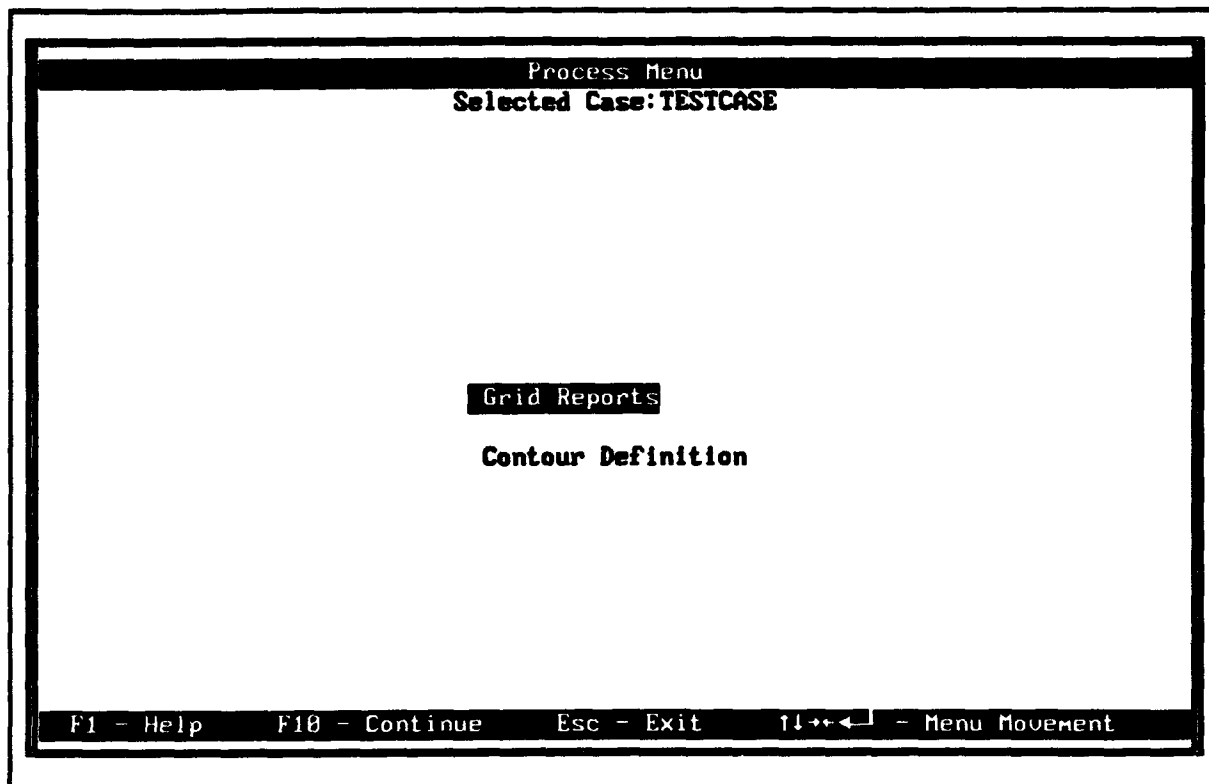 Process Menu
Selected Case:TESTCASE
Grid Reports
Contour Definition
F1 - Help F10 - Continue Esc - Exit ↑↓→←↵ - Menu Movement